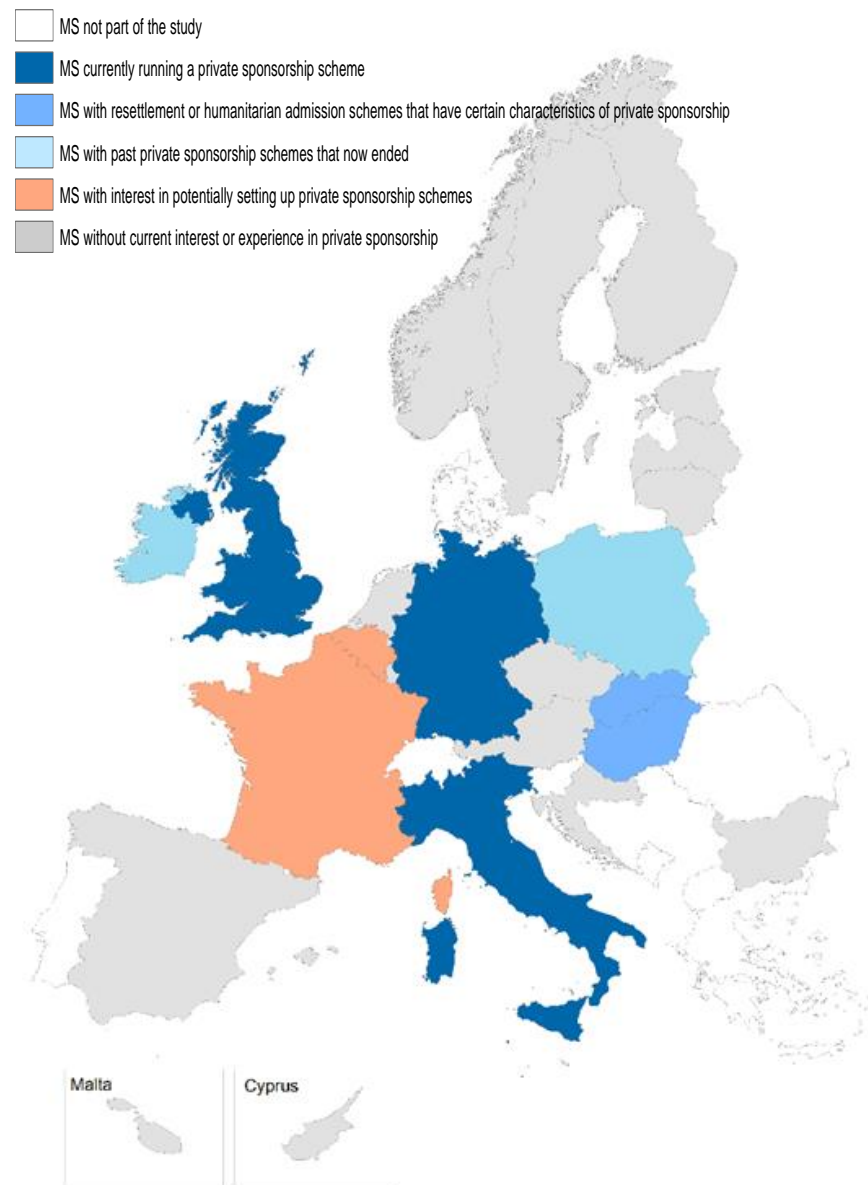 MS not part of the study
MS currently running a private sponsorship scheme
MS with resettlement or humanitarian admission schemes that have certain characteristics of private sponsorship
MS with past private sponsorship schemes that now ended
MS with interest in potentially setting up private sponsorship schemes
MS without current interest or experience in private sponsorship
Malta
Cyprus